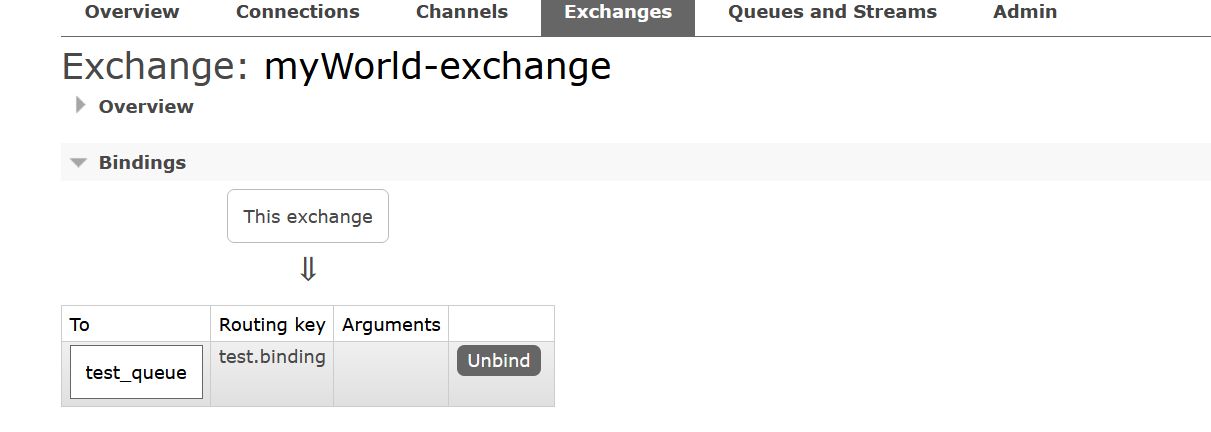 Overview Connections Channels Exchanges Queues and Streams Admin
Exchange: myWorld-exchange
Overview
Bindings
This exchange
⇓
To Routing key Arguments
test_queue test.binding Unbind